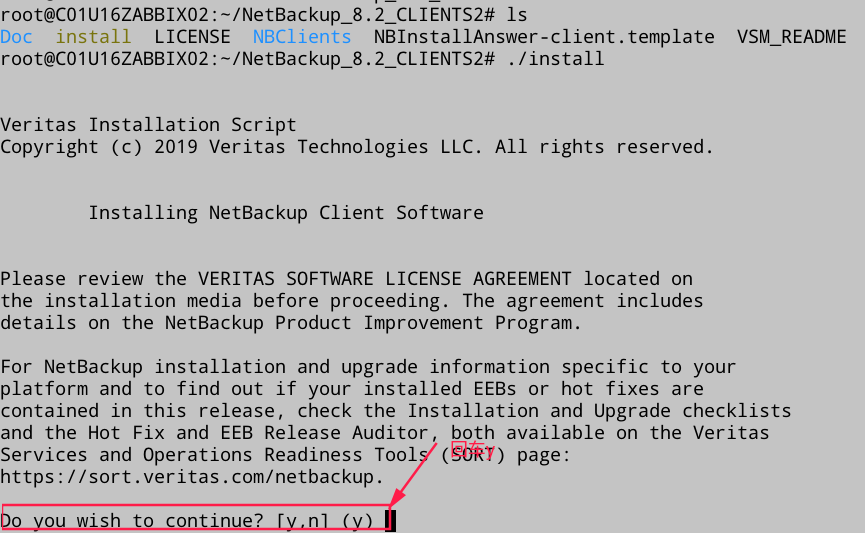 root@C01U16ZABBIX02:~/NetBackup_8.2_CLIENTS2# ls
Doc  install  LICENSE  NBClients  NBInstallAnswer-client.template  VSM_README
root@C01U16ZABBIX02:~/NetBackup_8.2_CLIENTS2# ./install
Veritas Installation Script
Copyright (c) 2019 Veritas Technologies LLC. All rights reserved.
Installing NetBackup Client Software
Please review the VERITAS SOFTWARE LICENSE AGREEMENT located on
the installation media before proceeding. The agreement includes
details on the NetBackup Product Improvement Program.
For NetBackup installation and upgrade information specific to your
platform and to find out if your installed EEBs or hot fixes are
contained in this release, check the Installation and Upgrade checklists
and the Hot Fix and EEB Release Auditor, both available on the Veritas
回车y
Services and Operations Readiness Tools (SORT) page:
https://sort.veritas.com/netbackup.
Do you wish to continue? [y,n] (y)